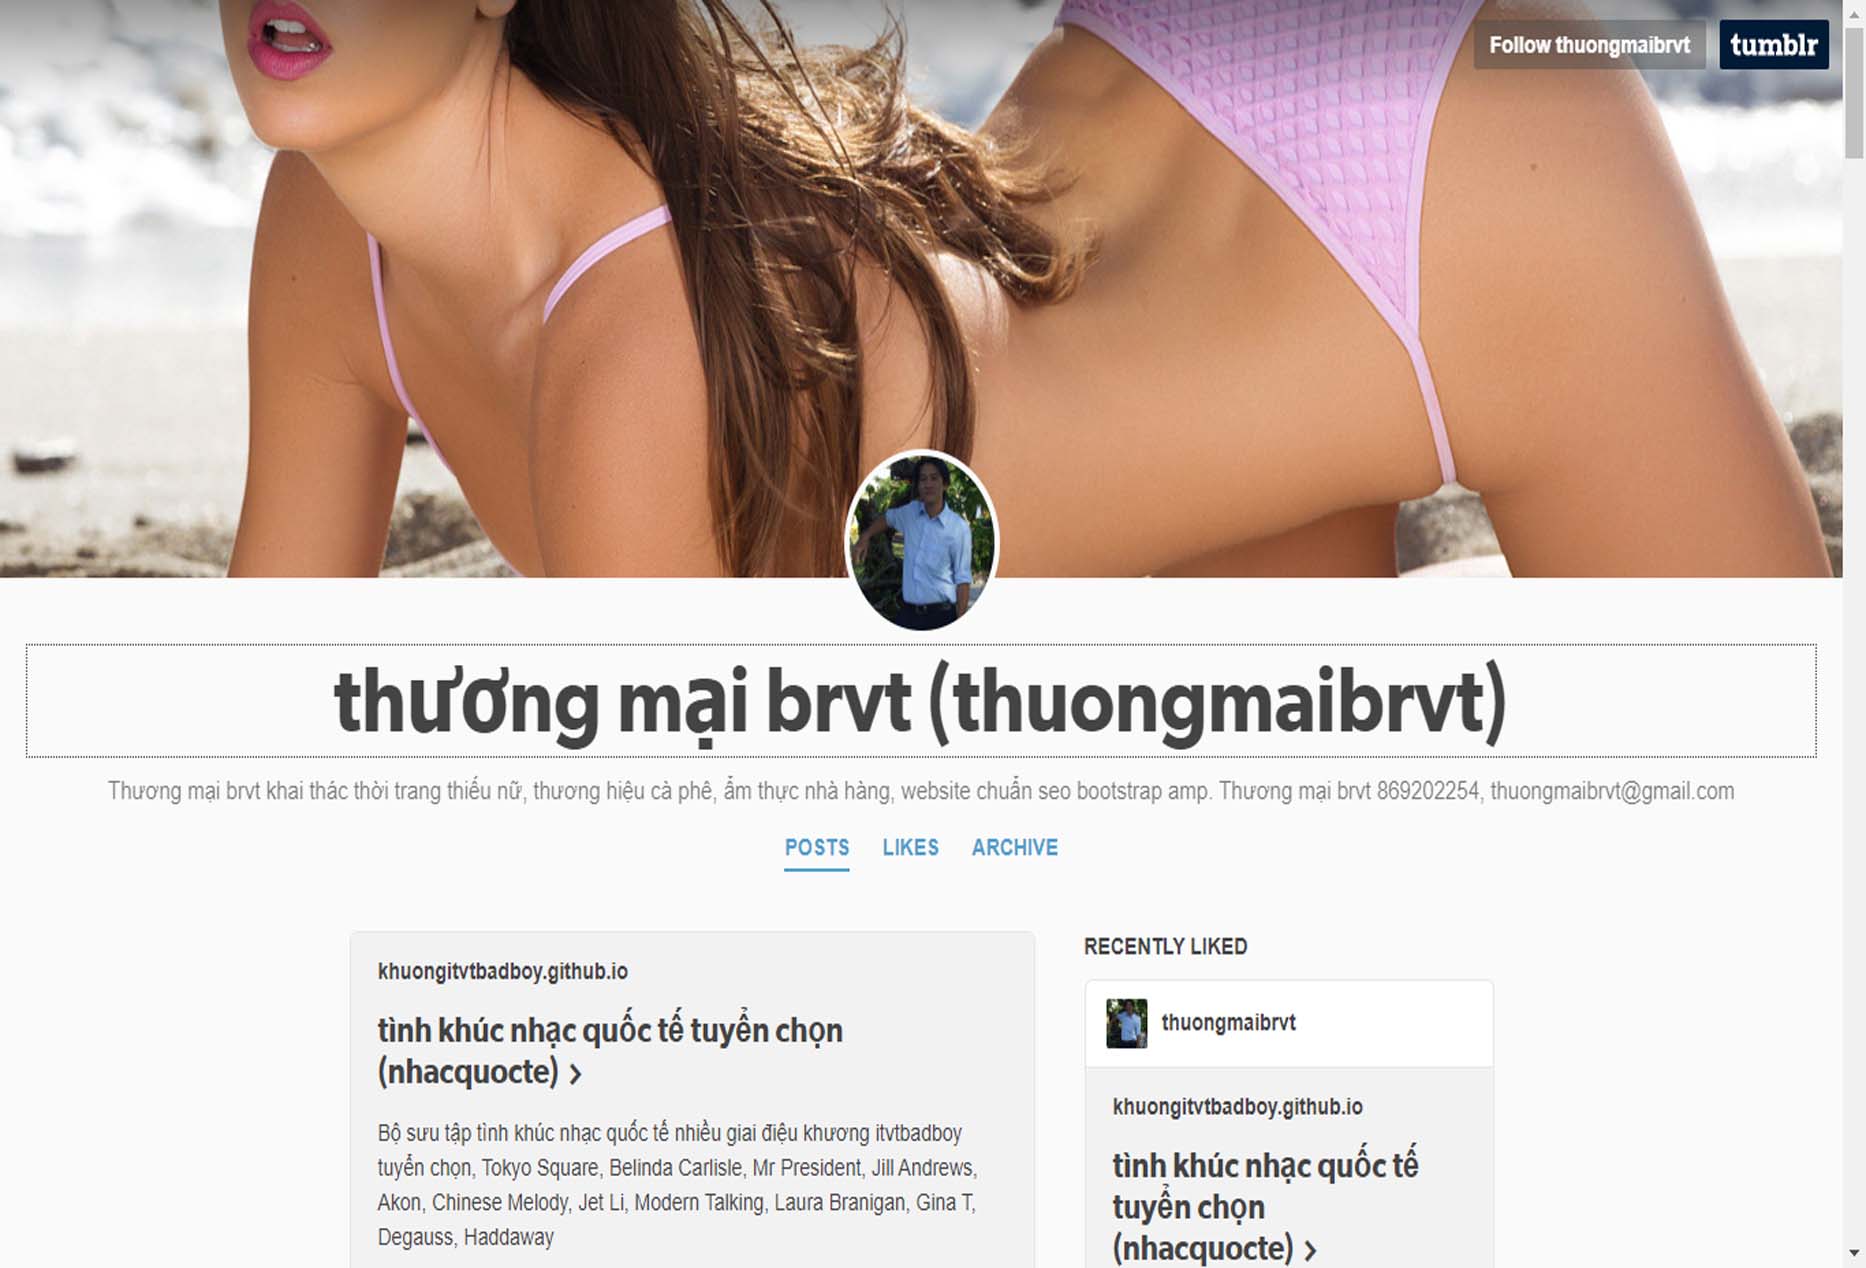 Follow thuongmaibrvt
tumblr
thương mại brvt (thuongmaibrvt)
Thương mại brvt khai thác thời trang thiếu nữ, thương hiệu cà phê, ẩm thực nhà hàng, website chuẩn seo bootstrap amp. Thương mại brvt 869202254, thuongmaibrvt@gmail.com
POSTS LIKES ARCHIVE
khuongitvtbadboy.github.io
tình khúc nhạc quốc tế tuyển chọn
(nhacquocte) >
Bộ sưu tập tình khúc nhạc quốc tế nhiều giai điệu khương itvtbadboy
tuyển chọn, Tokyo Square, Belinda Carlisle, Mr President, Jill Andrews,
Akon, Chinese Melody, Jet Li, Modern Talking, Laura Branigan, Gina T,
Degauss, Haddaway
RECENTLY LIKED
thuongmaibrvt
khuongitvtbadboy.github.io
tình khúc nhạc quốc tế
tuyển chọn
(nhacquocte) >